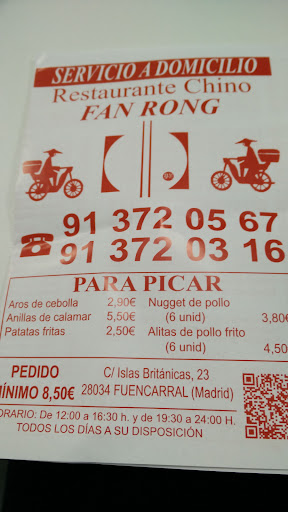 SERVICIO A DOMICILIO
Restaurante Chino
FAN RONG
91 372 05 67
91 372 03 16
PARA PICAR
Aros de cebolla 2,90€
Anillas de calamar 5,50€
Patatas fritas 2,50€
Nugget de pollo
(6 unid) 3,80€
Alitas de pollo frito
(6 unid) 4,50
PEDIDO
MÍNIMO 8,50€
C/ Islas Británicas, 23
28034 FUENCARRAL (Madrid)
HORARIO: De 12:00 a 16:30 h. y de 19:30 a 24:00 H.
TODOS LOS DÍAS A SU DISPOSICIÓN